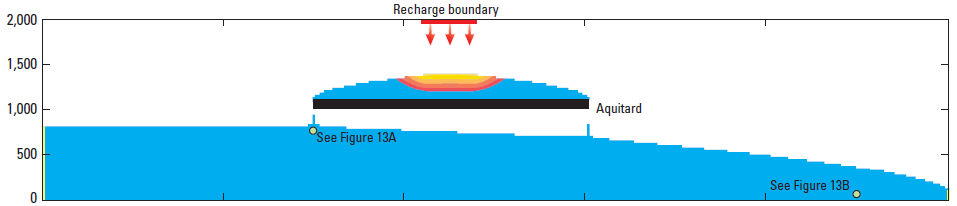 Recharge boundary
2,000
1,500
1,000
Aquitard
See Figure 13A
500
See Figure 13B
0